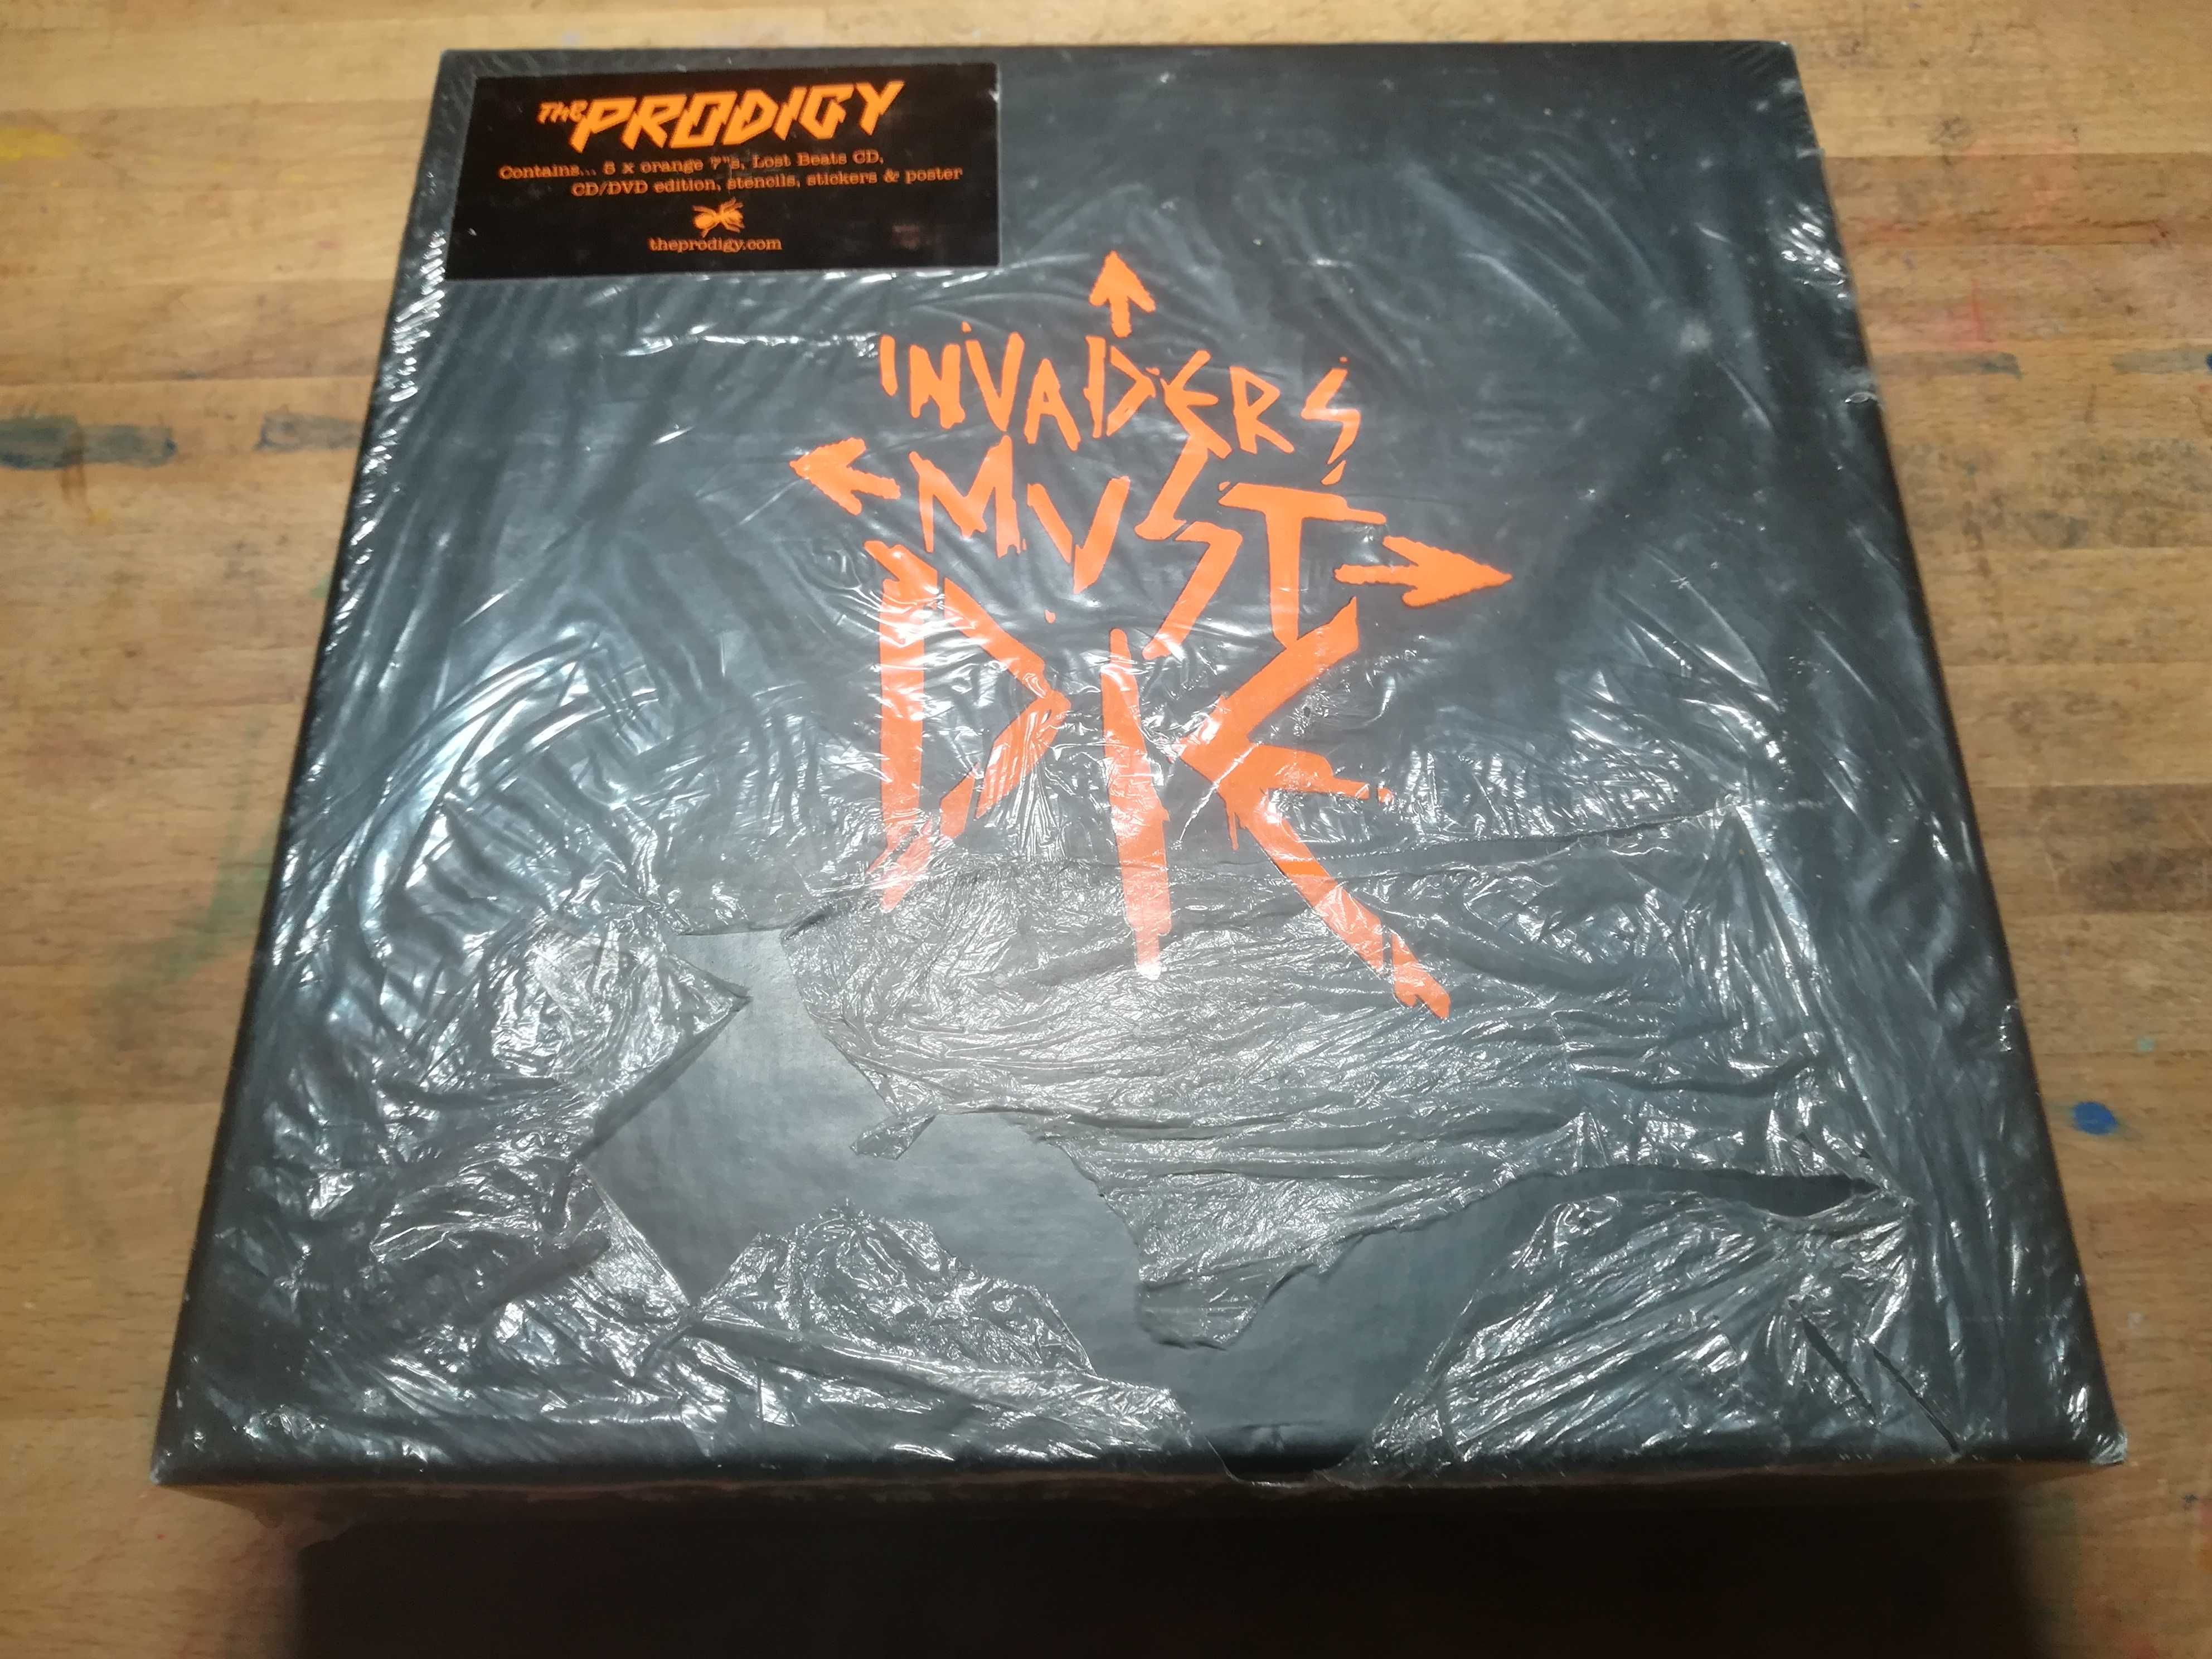 THE PRODIGY
Contains... 5 x orange 7"s, Lost Beats CD,
CD/DVD edition, stencils, stickers & poster
theprodigy.com
INVADERS
MUST
DIE